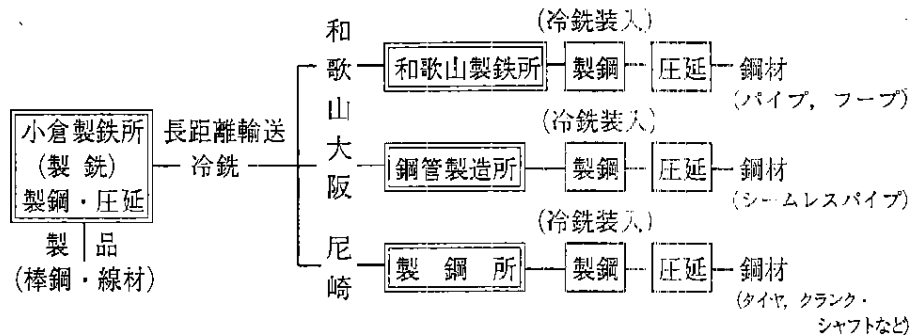 小倉製鉄所
(製銑)
製鋼・圧延
製品
(棒鋼・線材)
長距離輸送
冷銑
和歌山大阪尼崎
(冷銑装入)
和歌山製鉄所
製鋼
圧延
鋼材
(パイプ, フープ)
(冷銑装入)
鋼管製造所
製鋼
圧延
鋼材
(シームレスパイプ)
(冷銑装入)
製鋼所
製鋼
圧延
鋼材
(タイヤ, クランク・
シャフトなど)